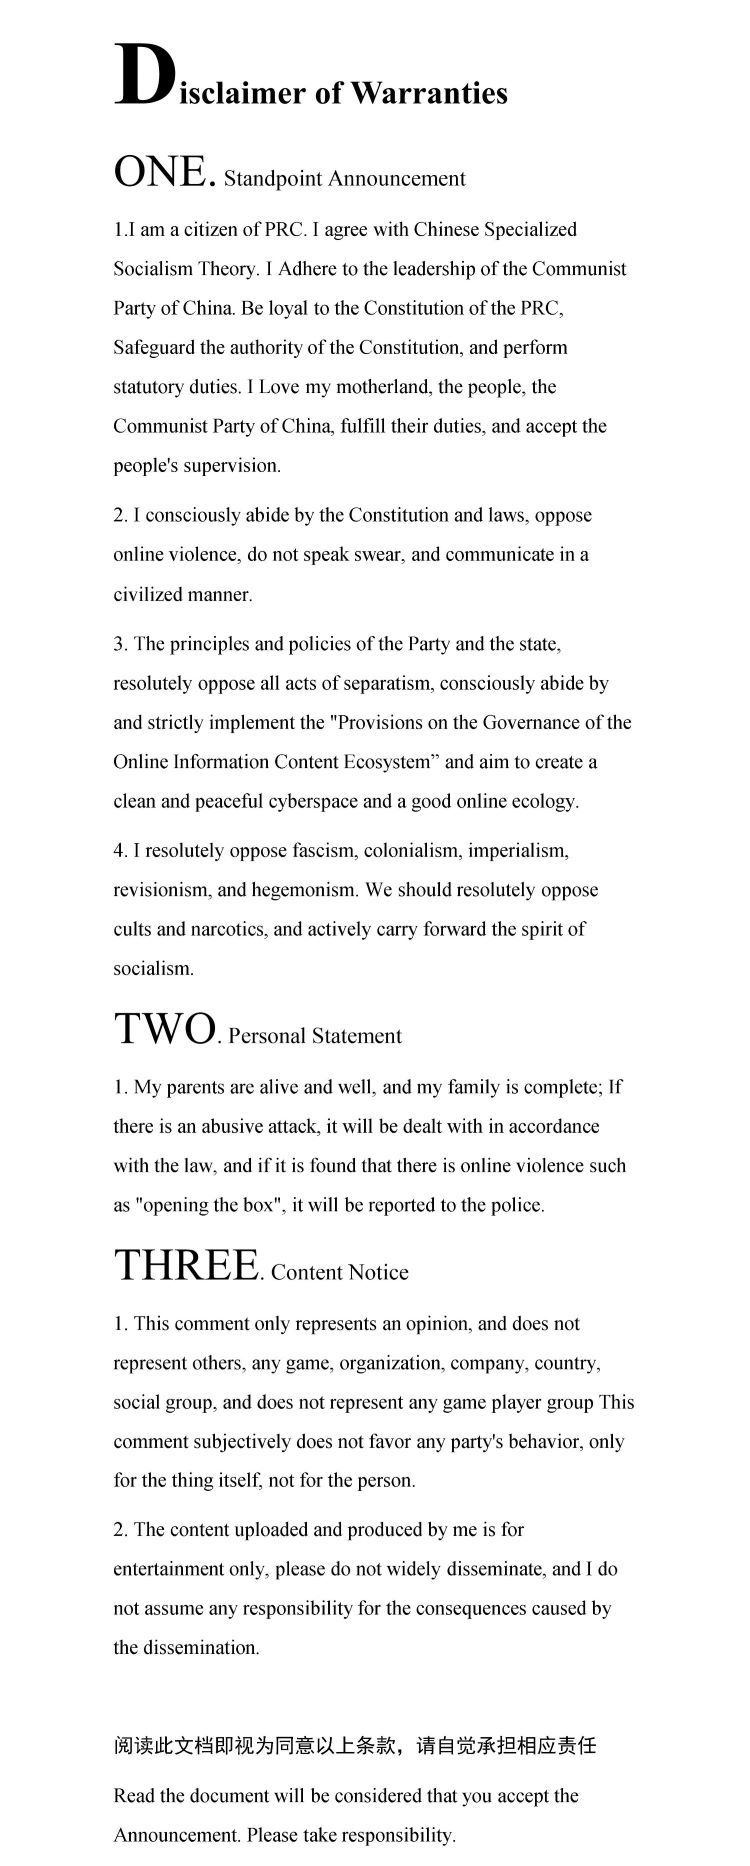 Disclaimer of Warranties
ONE. Standpoint Announcement
1.I am a citizen of PRC. I agree with Chinese Specialized
Socialism Theory. I Adhere to the leadership of the Communist
Party of China. Be loyal to the Constitution of the PRC,
Safeguard the authority of the Constitution, and perform
statutory duties. I Love my motherland, the people, the
Communist Party of China, fulfill their duties, and accept the
people's supervision.
2. I consciously abide by the Constitution and laws, oppose
online violence, do not speak swear, and communicate in a
civilized manner.
3. The principles and policies of the Party and the state,
resolutely oppose all acts of separatism, consciously abide by
and strictly implement the "Provisions on the Governance of the
Online Information Content Ecosystem” and aim to create a
clean and peaceful cyberspace and a good online ecology.
4. I resolutely oppose fascism, colonialism, imperialism,
revisionism, and hegemonism. We should resolutely oppose
cults and narcotics, and actively carry forward the spirit of
socialism.
TWO. Personal Statement
1. My parents are alive and well, and my family is complete; If
there is an abusive attack, it will be dealt with in accordance
with the law, and if it is found that there is online violence such
as "opening the box", it will be reported to the police.
THREE. Content Notice
1. This comment only represents an opinion, and does not
represent others, any game, organization, company, country,
social group, and does not represent any game player group This
comment subjectively does not favor any party's behavior, only
for the thing itself, not for the person.
2. The content uploaded and produced by me is for
entertainment only, please do not widely disseminate, and I do
not assume any responsibility for the consequences caused by
the dissemination.
阅读此文档即视为同意以上条款，请自觉承担相应责任
Read the document will be considered that you accept the
Announcement. Please take responsibility.